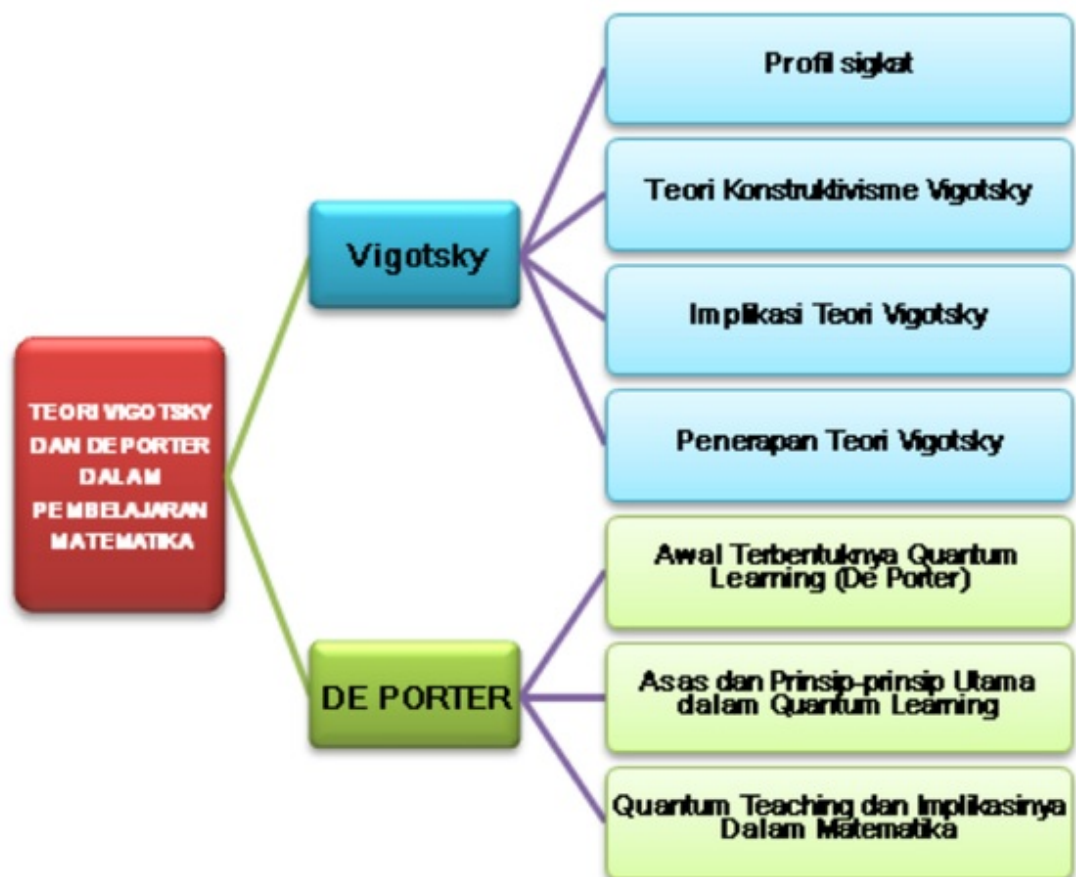 TEORI VIGOTSKY
DAN DE PORTER
DALAM
PEMBELAJARAN
MATEMATIKA
Vigotsky
Profil sigkat
Teori Konstruktivisme Vigotsky
Implikasi Teori Vigotsky
Penerapan Teori Vigotsky
DE PORTER
Awal Terbentuknya Quantum
Learning (De Porter)
Asas dan Prinsip-prinsip Utama
dalam Quantum Learning
Quantum Teaching dan Implikasinya
Dalam Matematika